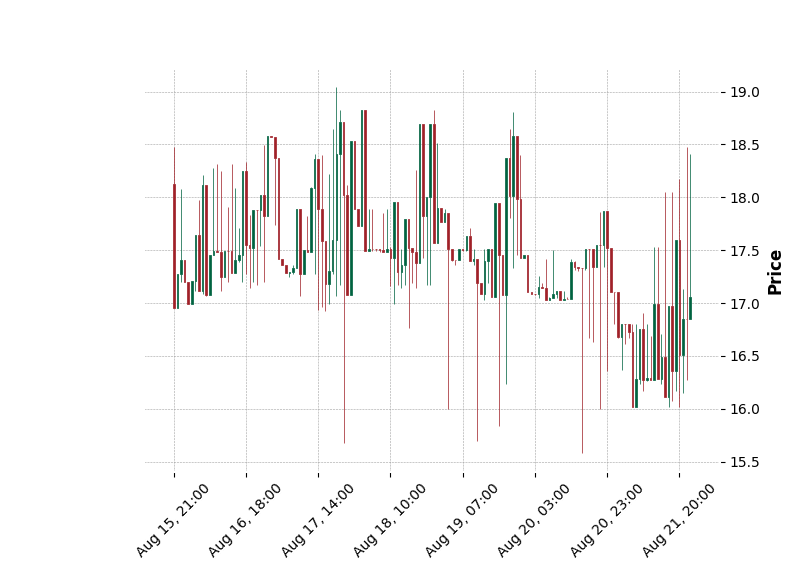 19.0
18.5
18.0
17.5
17.0
16.5
16.0
15.5
Price
Aug 15, 21:00
Aug 16, 18:00
Aug 17, 14:00
Aug 18, 10:00
Aug 19, 07:00
Aug 20, 03:00
Aug 20, 23:00
Aug 21, 20:00